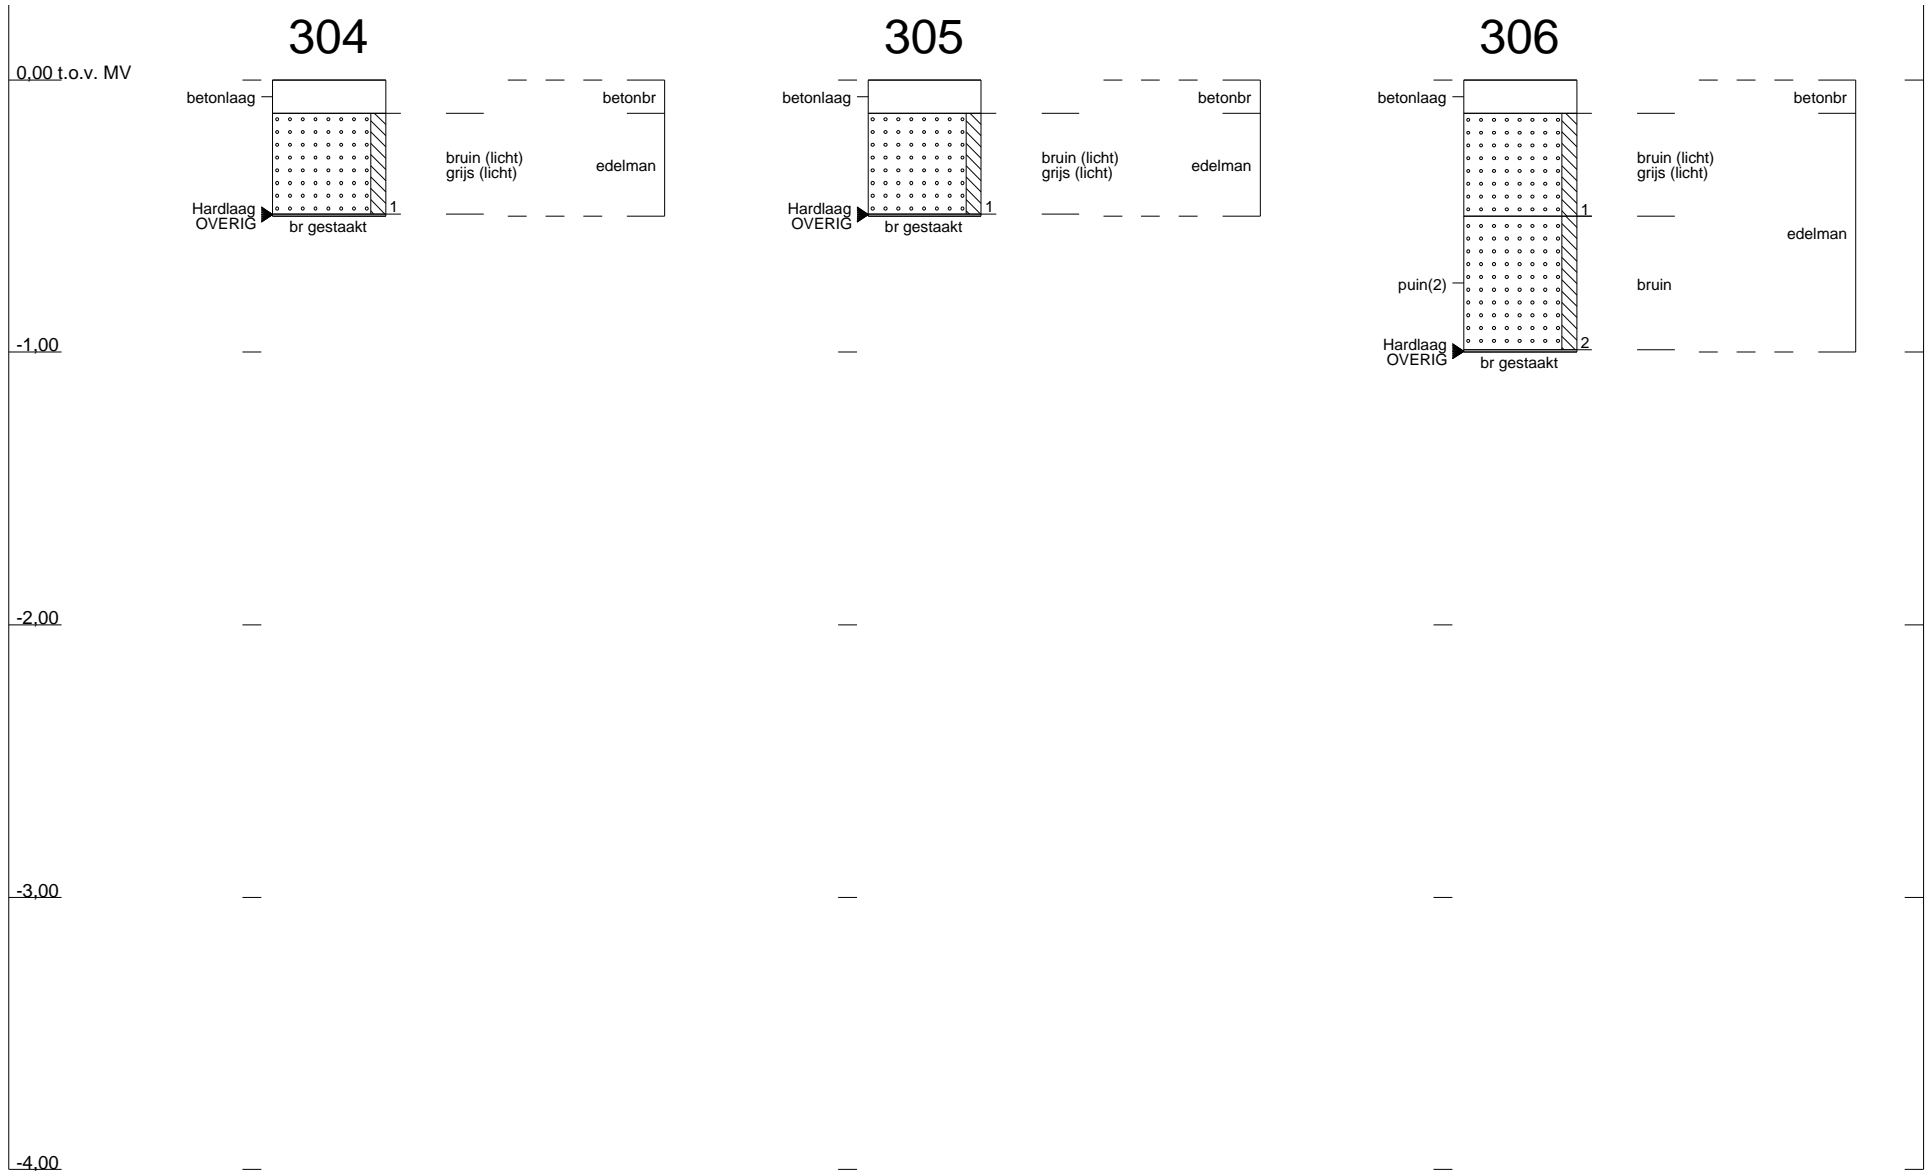 304
305
306
0,00 t.o.v. MV
betonlaag
betonbr
betonlaag
betonbr
betonlaag
betonbr
bruin (licht)
grijs (licht)
edelman
bruin (licht)
grijs (licht)
edelman
bruin (licht)
grijs (licht)
Hardlaag
OVERIG
1
br gestaakt
Hardlaag
OVERIG
1
br gestaakt
1
edelman
puin(2)
bruin
-1,00
Hardlaag
OVERIG
2
br gestaakt
-2,00
-3,00
-4,00